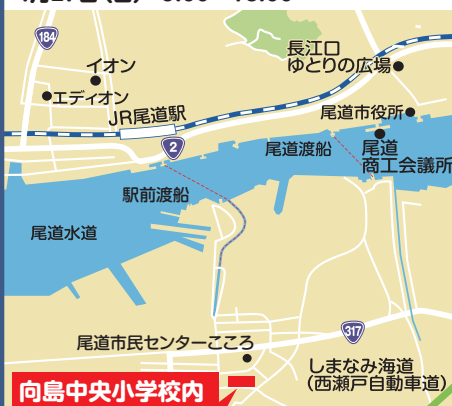 184
イオン
エディオン
長江口
ゆとりの広場
JR尾道駅
尾道市役所
2
尾道渡船
尾道
商工会議所
駅前渡船
尾道水道
317
尾道市民センターこころ
しまなみ海道
(西瀬戸自動車道)
向島中央小学校内